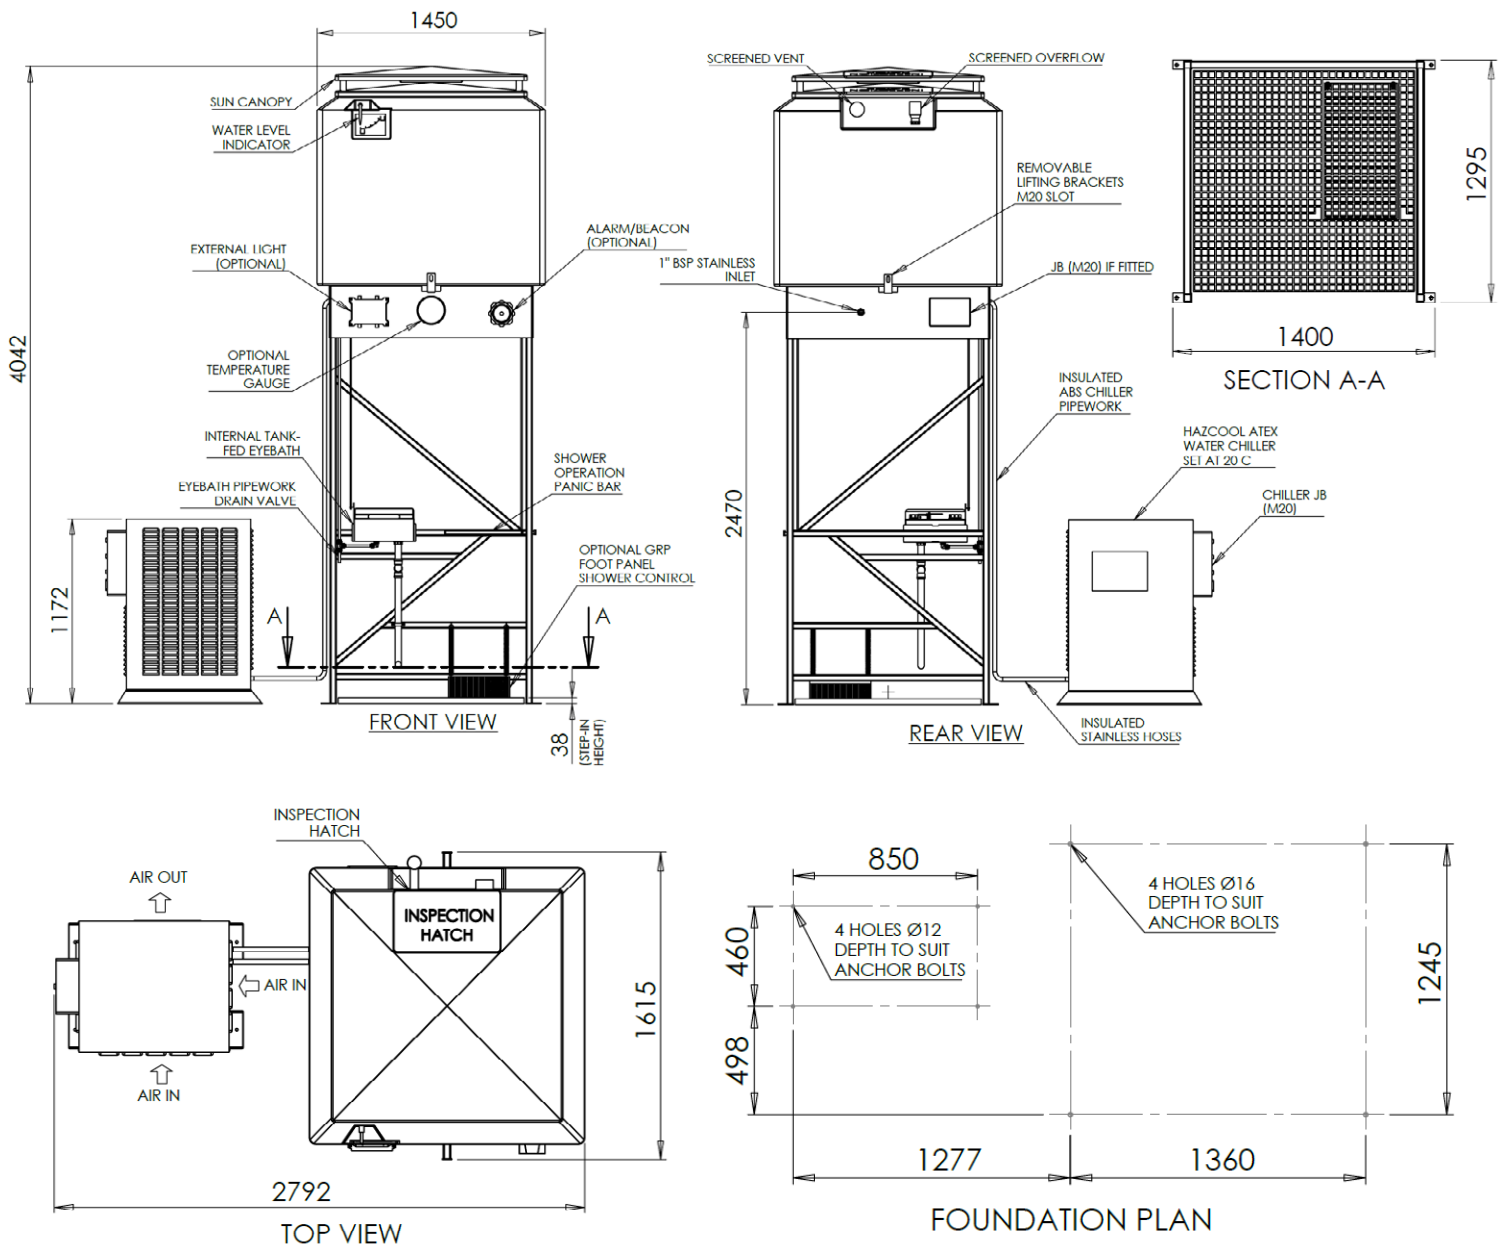 1450
4042
SUN CANOPY
WATER LEVEL
INDICATOR
EXTERNAL LIGHT
(OPTIONAL)
ALARM/BEACON
(OPTIONAL)
OPTIONAL
TEMPERATURE
GAUGE
INTERNAL TANK-
FED EYEBATH
EYEBATH PIPEWORK
DRAIN VALVE
SHOWER
OPERATION
PANIC BAR
OPTIONAL GRP
FOOT PANEL
SHOWER CONTROL
1172
A
A
38
(STEP-IN
HEIGHT)
FRONT VIEW
SCREENED VENT
SCREENED OVERFLOW
REMOVABLE
LIFTING BRACKETS
M20 SLOT
1" BSP STAINLESS
INLET
JB (M20) IF FITTED
2470
INSULATED
ABS CHILLER
PIPEWORK
HAZCOOL ATEX
WATER CHILLER
SET AT 20 C
CHILLER JB
(M20)
INSULATED
STAINLESS HOSES
REAR VIEW
1295
1400
SECTION A-A
INSPECTION
HATCH
AIR OUT
INSPECTION
HATCH
AIR IN
AIR IN
1615
2792
TOP VIEW
850
4 HOLES Ø12
DEPTH TO SUIT
ANCHOR BOLTS
460
498
4 HOLES Ø16
DEPTH TO SUIT
ANCHOR BOLTS
1245
1277
1360
FOUNDATION PLAN